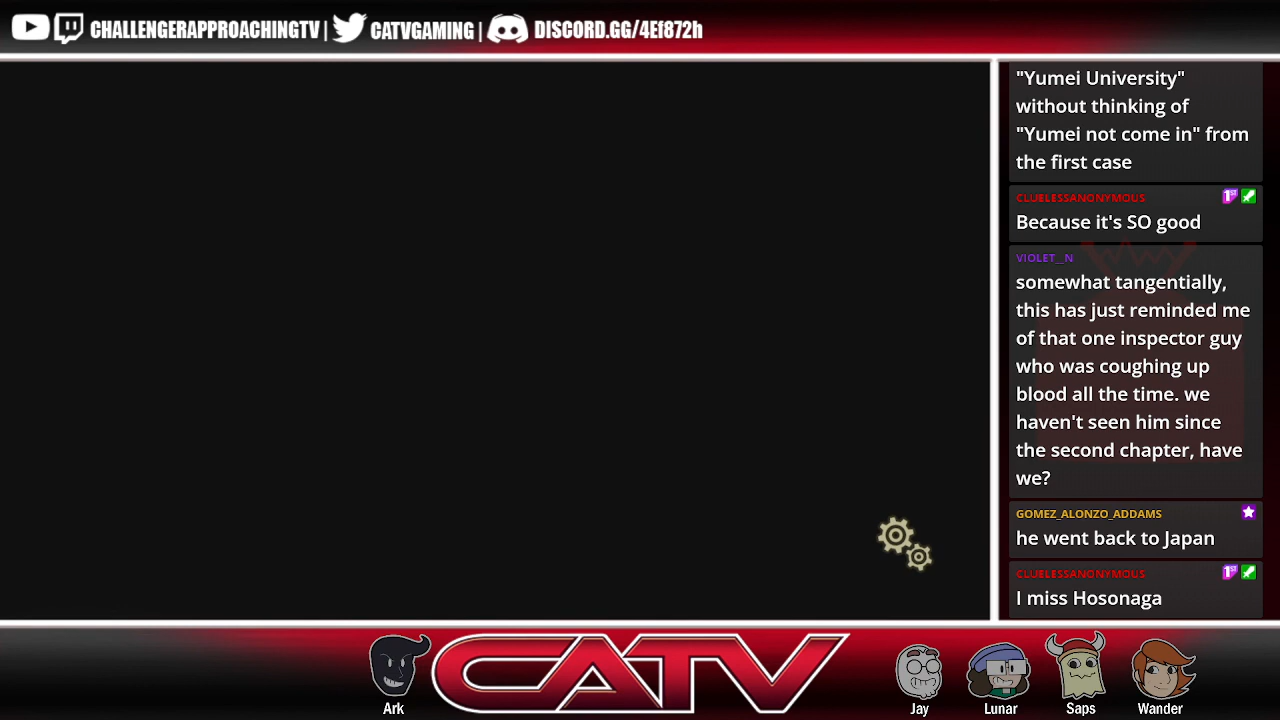 CHALLENGERAPPROACHINGTV | CATVGAMING | DISCORD.GG/4Ef872h
"Yumei University"
without thinking of
"Yumei not come in" from
the first case
CLUELESSANONYMOUS
Because it's SO good
VIOLET__N
somewhat tangentially,
this has just reminded me
of that one inspector guy
who was coughing up
blood all the time. we
haven't seen him since
the second chapter, have
we?
GOMEZ_ALONZO_ADDAMS
he went back to Japan
CLUELESSANONYMOUS
I miss Hosonaga
CATV
Ark
Jay
Lunar
Saps
Wander